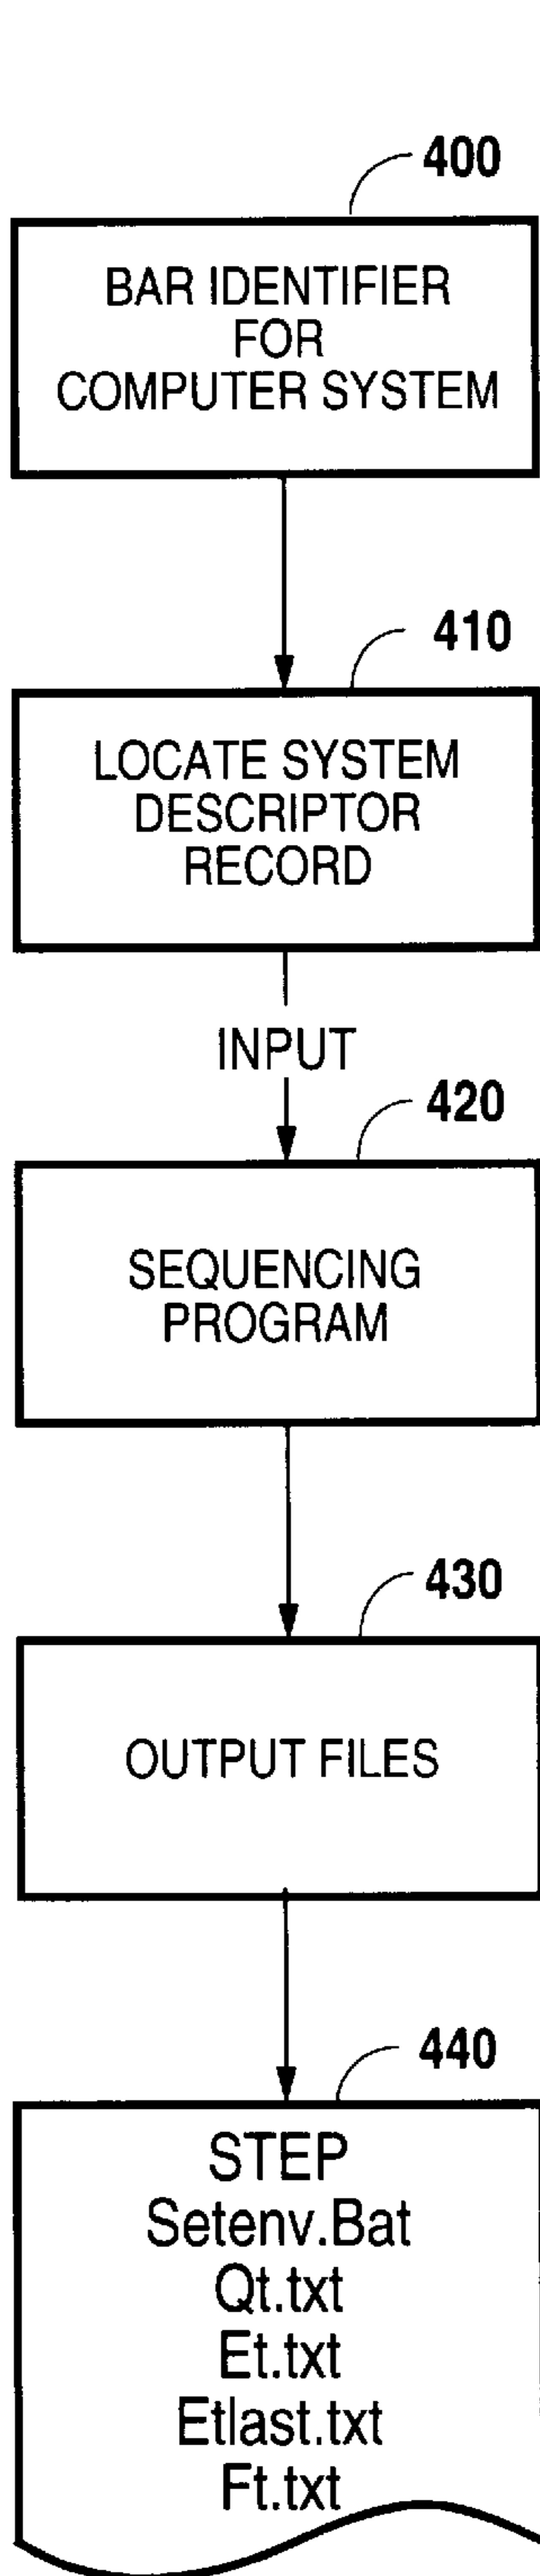 400
BAR IDENTIFIER
FOR
COMPUTER SYSTEM
410
LOCATE SYSTEM
DESCRIPTOR
RECORD
INPUT
420
SEQUENCING
PROGRAM
430
OUTPUT FILES
440
STEP
Setenv.Bat
Qt.txt
Et.txt
Etlast.txt
Ft.txt